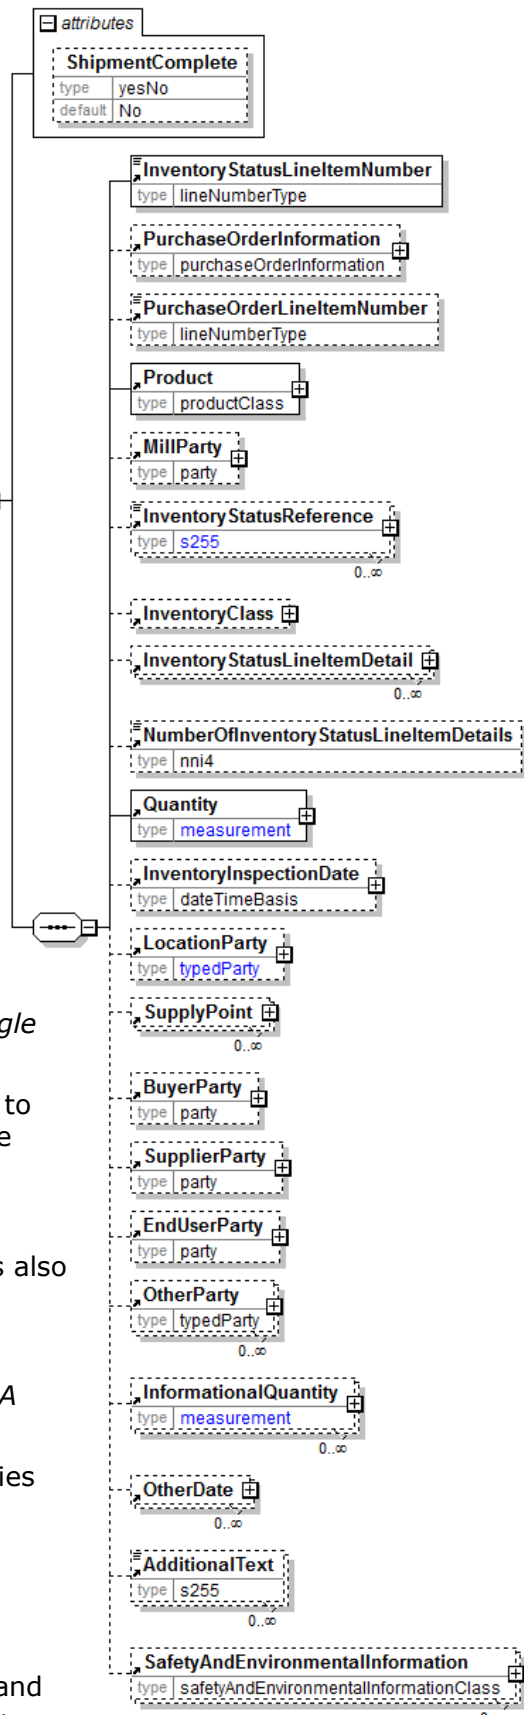 attributes
ShipmentComplete
type yesNo
default No
InventoryStatusLineItemNumber
type lineNumberType
PurchaseOrderInformation
type purchaseOrderInformation
PurchaseOrderLineItemNumber
type lineNumberType
Product
type productClass
MillParty
type party
InventoryStatusReference
type s255
0..∞
InventoryClass
InventoryStatusLineItemDetail
0..∞
NumberOfInventoryStatusLineItemDetails
type nni4
Quantity
type measurement
InventoryInspectionDate
type dateTimeBasis
LocationParty
type typedParty
SupplyPoint
gle
0..∞
BuyerParty
to
type party
e
SupplierParty
type party
EndUserParty
type party
s also
OtherParty
type typedParty
0..∞
InformationalQuantity
A
type measurement
0..∞
ies
OtherDate
0..∞
AdditionalText
type s255
0..∞
SafetyAndEnvironmentalInformation
and
type safetyAndEnvironmentalInformationClass